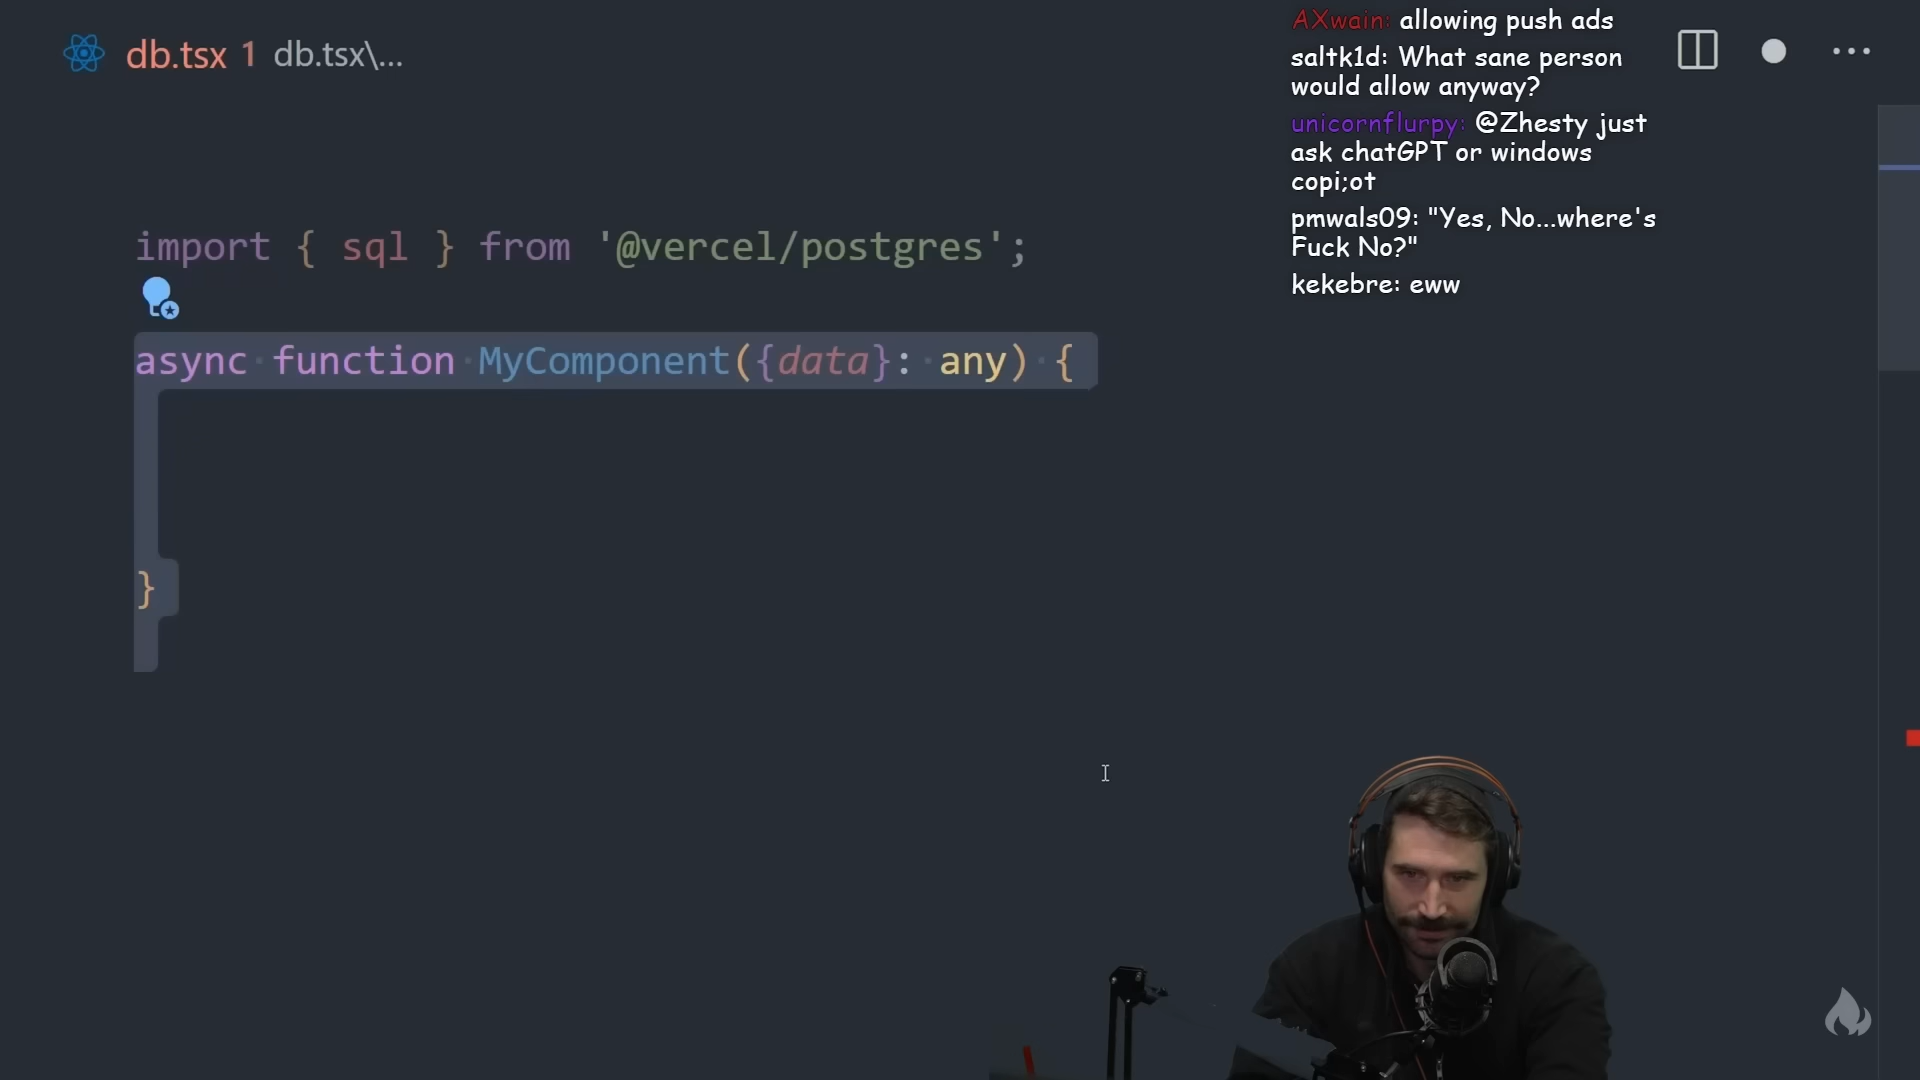 db.tsx 1 db.tsx\...
import { sql } from '@vercel/postgres';
async function MyComponent({data}: any) {
}
AXwain: allowing push ads
saltk1d: What sane person
would allow anyway?
unicornflurpy: @Zhesty just
ask chatGPT or windows
copi;ot
pmwals09: "Yes, No...where's
Fuck No?"
kekebre: eww